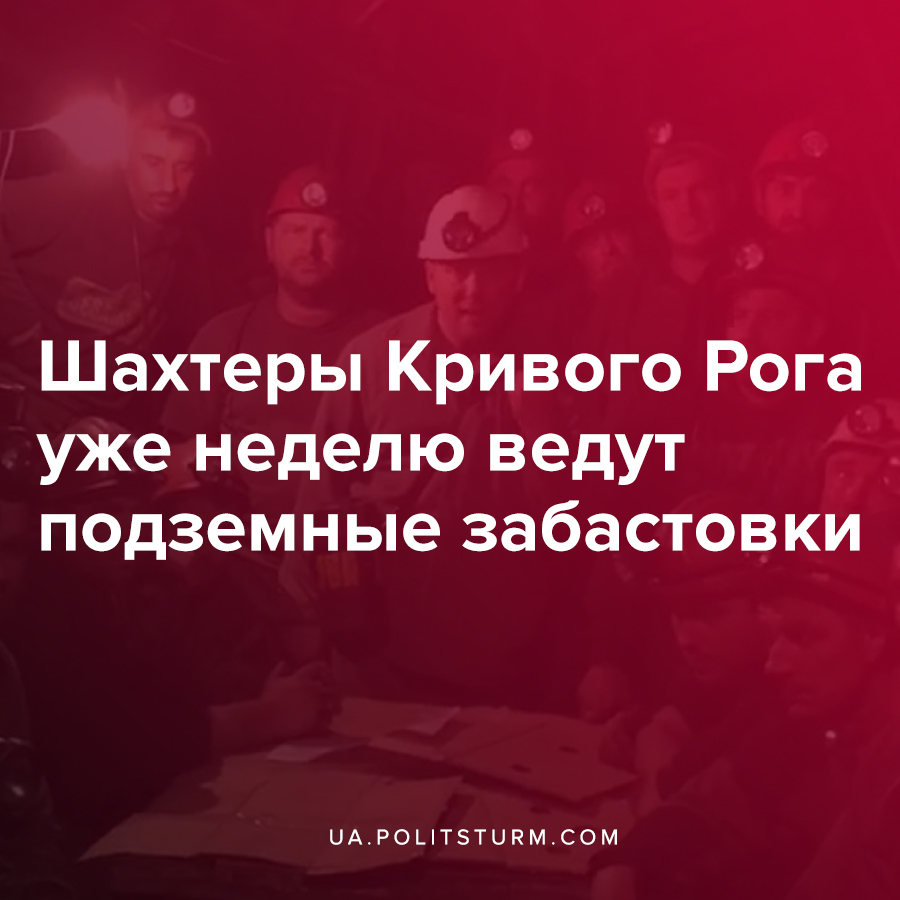 Шахтеры Кривого Рога
уже неделю ведут
подземные забастовки
UA.POLITSTURM.COM